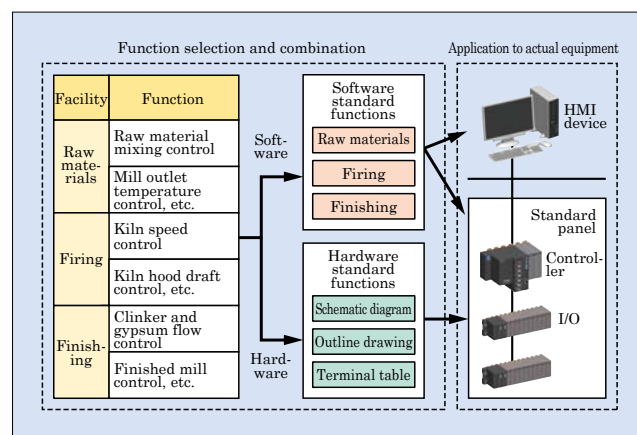 Function selection and combination
Application to actual equipment
Facility
Function
Raw
mate-
rials
Raw material
mixing control
Mill outlet
temperature
control, etc.
Firing
Kiln speed
control
Kiln hood draft
control, etc.
Finish-
ing
Clinker and
gypsum flow
control
Finished mill
control, etc.
Soft-
ware
Hard-
ware
Software
standard
functions
Raw materials
Firing
Finishing
Hardware
standard
functions
Schematic diagram
Outline drawing
Terminal table
HMI
device
Standard
panel
Control-
ler
I/O